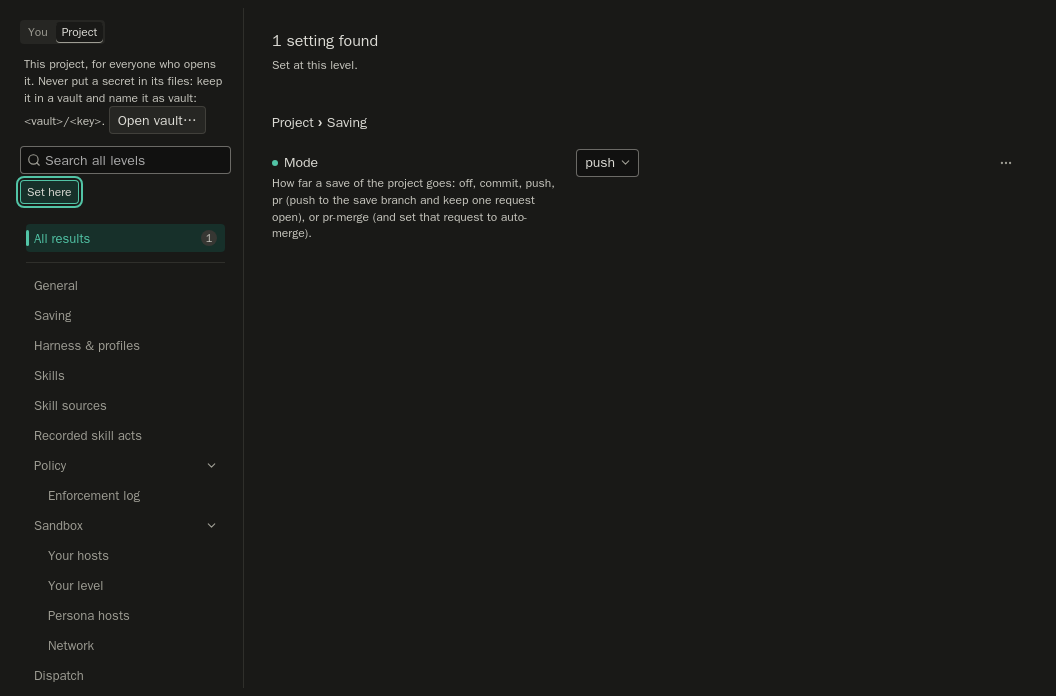 You Project
This project, for everyone who opens
it. Never put a secret in its files: keep
it in a vault and name it as vault:
<vault>/<key>. Open vault···
Search all levels
Set here
All results 1
General
Saving
Harness & profiles
Skills
Skill sources
Recorded skill acts
Policy
Enforcement log
Sandbox
Your hosts
Your level
Persona hosts
Network
Dispatch
1 setting found
Set at this level.
Project › Saving
Mode
push
···
How far a save of the project goes: off, commit, push,
pr (push to the save branch and keep one request
open), or pr-merge (and set that request to auto-
merge).